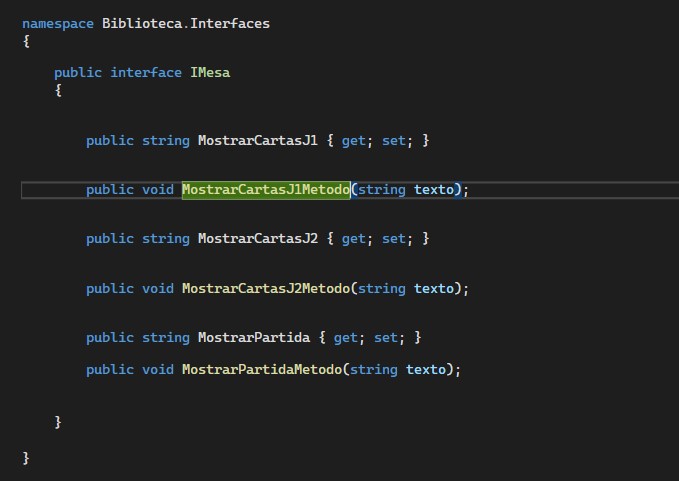 namespace Biblioteca.Interfaces
{
public interface IMesa
{
public string MostrarCartasJ1 { get; set; }
public void MostrarCartasJ1Metodo(string texto);
public string MostrarCartasJ2 { get; set; }
public void MostrarCartasJ2Metodo(string texto);
public string MostrarPartida { get; set; }
public void MostrarPartidaMetodo(string texto);
}
}